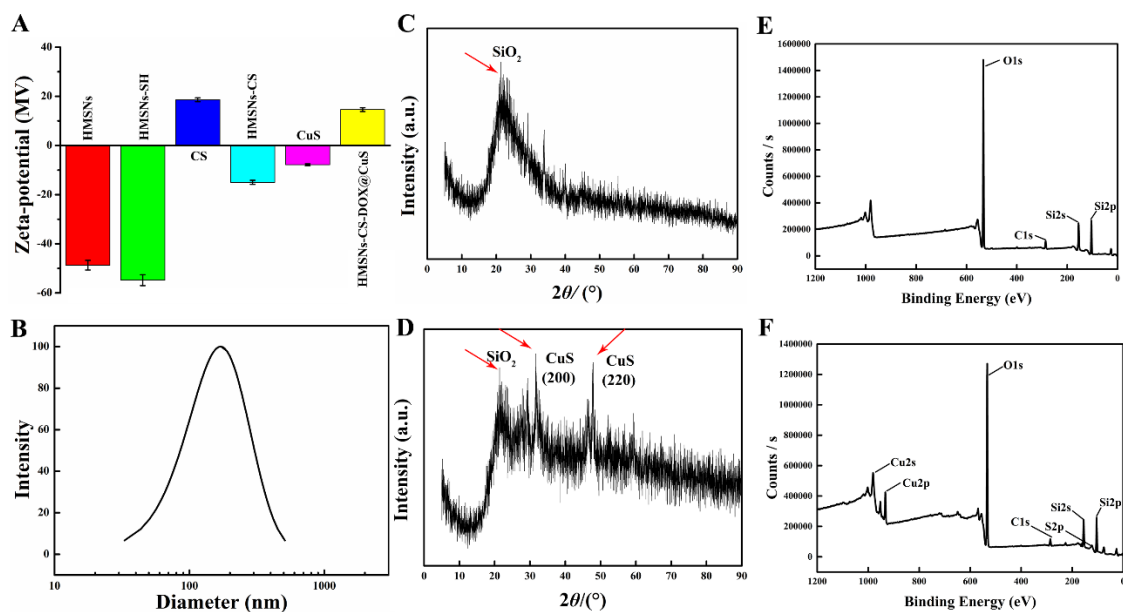 A
Zeta-potential (MV)
40
20
0
-20
-40
-60
HMSNs
HMSNs-SH
CS
HMSNs-CS
CuS
HMSNs-CS-DOX@CuS
B
Intensity
100
80
60
40
20
0
10
100
1000
Diameter (nm)
C
Intensity (a.u.)
SiO2
0 10 20 30 40 50 60 70 80 90
2θ/ (°)
D
Intensity (a.u.)
SiO2
CuS
(200)
CuS
(220)
0 10 20 30 40 50 60 70 80 90
2θ/(°)
E
Counts / s
1600000
1400000
1200000
1000000
800000
600000
400000
200000
0
O1s
C1s
Si2s
Si2p
1200 1000 800 600 400 200 0
Binding Energy (eV)
F
Counts / s
1400000
1200000
1000000
800000
600000
400000
200000
0
O1s
Cu2s
Cu2p
C1s
Si2s
S2p
Si2p
1200 1000 800 600 400 200 0
Binding Energy (eV)